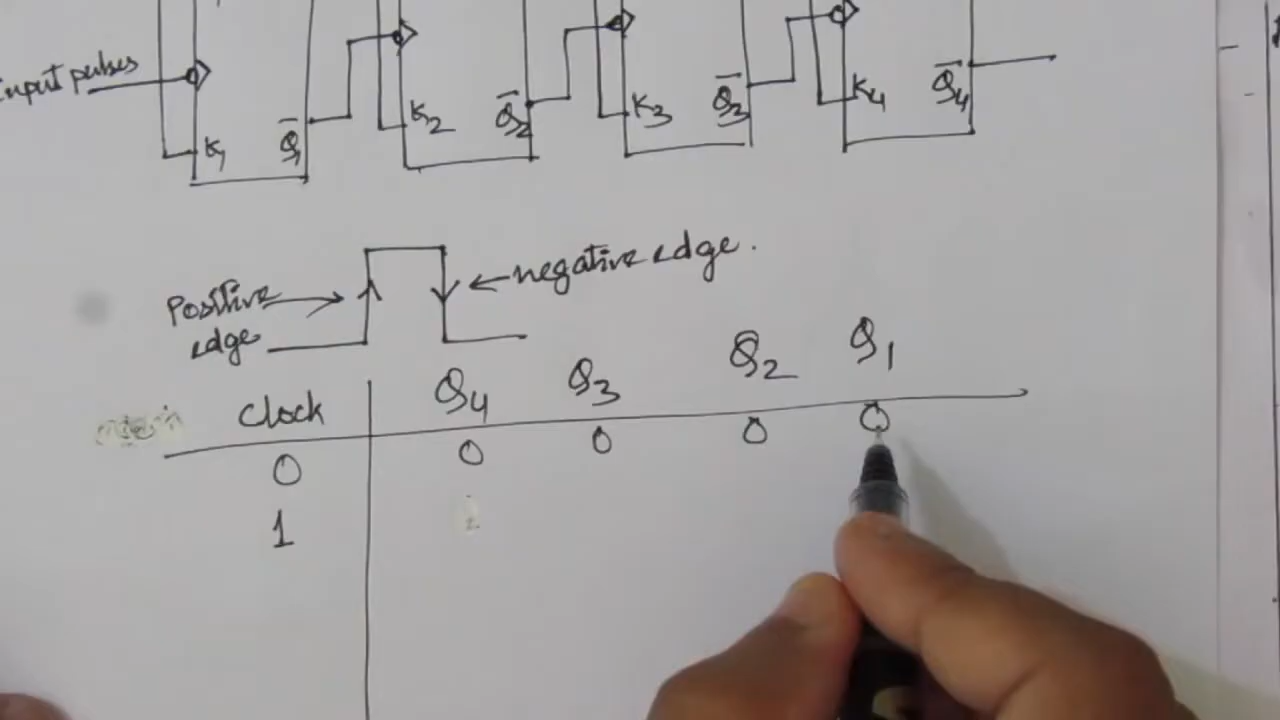 Input pulses
K1 Q̅1 K2 Q̅2 K3 Q̅3 K4 Q̅4
Positive edge
negative edge.
Clock Q4 Q3 Q2 Q1
0 0 0 0 0
1